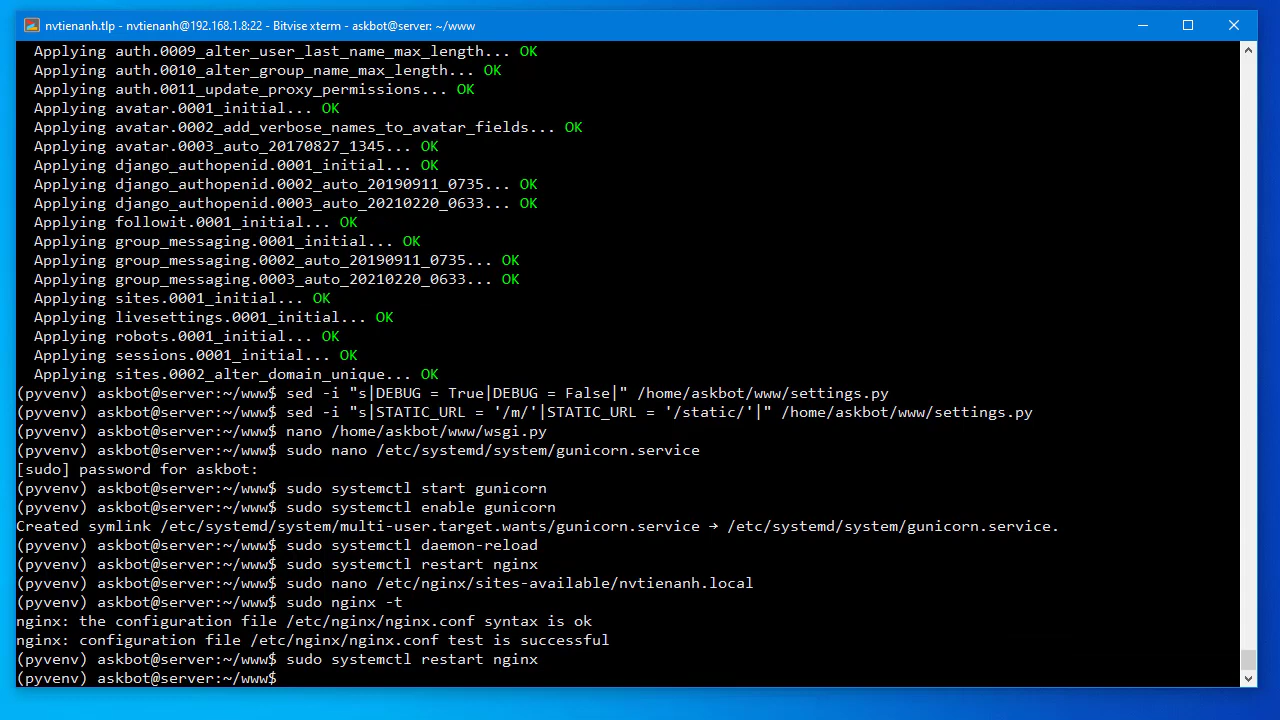 nvtienanh.tlp - nvtienanh@192.168.1.8:22 - Bitvise xterm - askbot@server: ~/www
Applying auth.0009_alter_user_last_name_max_length... OK
Applying auth.0010_alter_group_name_max_length... OK
Applying auth.0011_update_proxy_permissions... OK
Applying avatar.0001_initial... OK
Applying avatar.0002_add_verbose_names_to_avatar_fields... OK
Applying avatar.0003_auto_20170827_1345... OK
Applying django_authopenid.0001_initial... OK
Applying django_authopenid.0002_auto_20190911_0735... OK
Applying django_authopenid.0003_auto_20210220_0633... OK
Applying followit.0001_initial... OK
Applying group_messaging.0001_initial... OK
Applying group_messaging.0002_auto_20190911_0735... OK
Applying group_messaging.0003_auto_20210220_0633... OK
Applying sites.0001_initial... OK
Applying livesettings.0001_initial... OK
Applying robots.0001_initial... OK
Applying sessions.0001_initial... OK
Applying sites.0002_alter_domain_unique... OK
(pyvenv) askbot@server:~/www$ sed -i "s|DEBUG = True|DEBUG = False|" /home/askbot/www/settings.py
(pyvenv) askbot@server:~/www$ sed -i "s|STATIC_URL = '/m/'|STATIC_URL = '/static/'|" /home/askbot/www/settings.py
(pyvenv) askbot@server:~/www$ nano /home/askbot/www/wsgi.py
(pyvenv) askbot@server:~/www$ sudo nano /etc/systemd/system/gunicorn.service
[sudo] password for askbot:
(pyvenv) askbot@server:~/www$ sudo systemctl start gunicorn
(pyvenv) askbot@server:~/www$ sudo systemctl enable gunicorn
Created symlink /etc/systemd/system/multi-user.target.wants/gunicorn.service → /etc/systemd/system/gunicorn.service.
(pyvenv) askbot@server:~/www$ sudo systemctl daemon-reload
(pyvenv) askbot@server:~/www$ sudo systemctl restart nginx
(pyvenv) askbot@server:~/www$ sudo nano /etc/nginx/sites-available/nvtienanh.local
(pyvenv) askbot@server:~/www$ sudo nginx -t
nginx: the configuration file /etc/nginx/nginx.conf syntax is ok
nginx: configuration file /etc/nginx/nginx.conf test is successful
(pyvenv) askbot@server:~/www$ sudo systemctl restart nginx
(pyvenv) askbot@server:~/www$